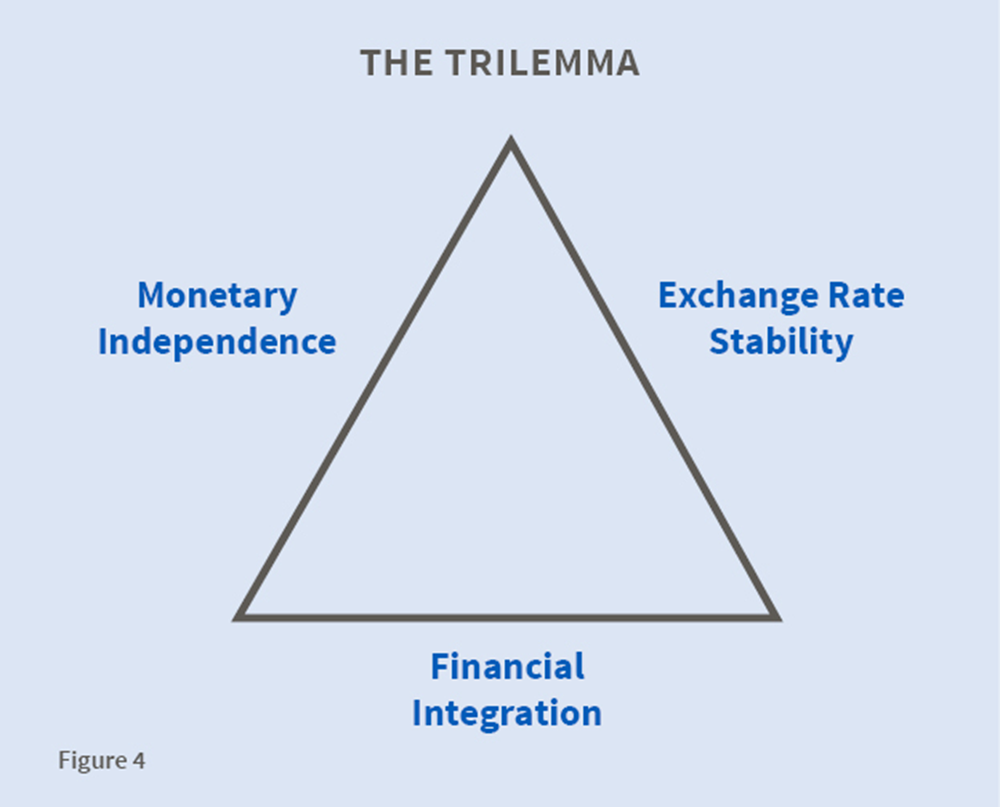 THE TRILEMMA
Monetary
Independence
Exchange Rate
Stability
Financial
Integration
Figure 4